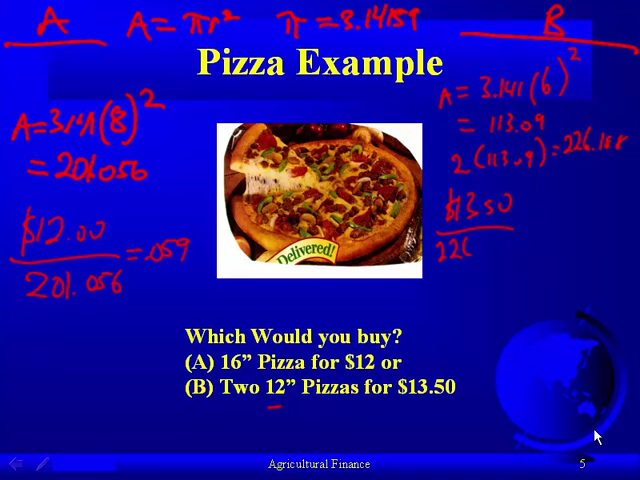 A A = πr² π = 3.14159 B
Pizza Example
A = 3.141(8)²
= 201.056
$12.00
201.056
= .059
A = 3.141(6)²
= 113.09
2(113.09) = 226.188
$13.50
226
Delivered!
Which Would you buy?
(A) 16” Pizza for $12 or
(B) Two 12” Pizzas for $13.50
Agricultural Finance 5